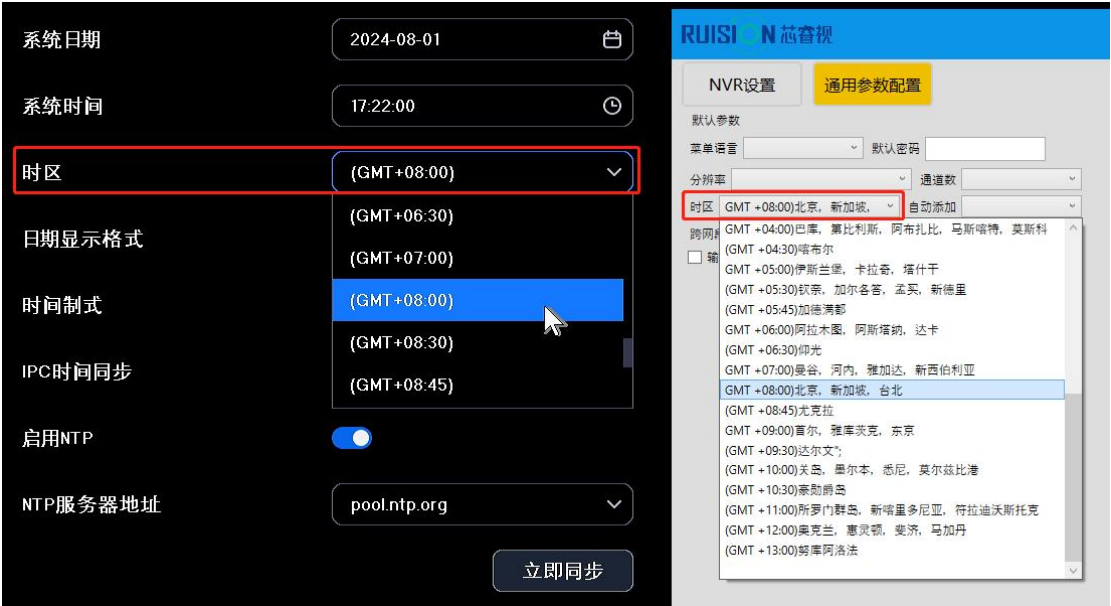 系统日期
2024-08-01
系统时间
17:22:00
时区
(GMT+08:00)
(GMT+06:30)
(GMT+07:00)
(GMT+08:00)
(GMT+08:30)
(GMT+08:45)
日期显示格式
时间制式
IPC时间同步
启用NTP
NTP服务器地址
pool.ntp.org
立即同步
RUISION 芯睿视
NVR设置 通用参数配置
默认参数
菜单语言 默认密码
分辨率 通道数
时区 GMT +08:00)北京, 新加坡, 自动添加
跨网
输
GMT +04:00)巴库, 第比利斯, 阿布扎比, 马斯喀特, 莫斯科
(GMT +04:30)喀布尔
GMT +05:00)伊斯兰堡, 卡拉奇, 塔什干
(GMT +05:30)钦奈, 加尔各答, 孟买, 新德里
(GMT +05:45)加德满都
GMT +06:00)阿拉木图, 阿斯塔纳, 达卡
(GMT +06:30)仰光
GMT +07:00)曼谷, 河内, 雅加达, 新西伯利亚
GMT +08:00)北京, 新加坡, 台北
(GMT +08:45)尤克拉
GMT +09:00)首尔, 雅库茨克, 东京
(GMT +09:30)达尔文";
(GMT +10:00)关岛, 墨尔本, 悉尼, 莫尔兹比港
(GMT +10:30)豪勋爵岛
(GMT +11:00)所罗门群岛, 新喀里多尼亚, 符拉迪沃斯托克
(GMT +12:00)奥克兰, 惠灵顿, 斐济, 马加丹
(GMT +13:00)努库阿洛法